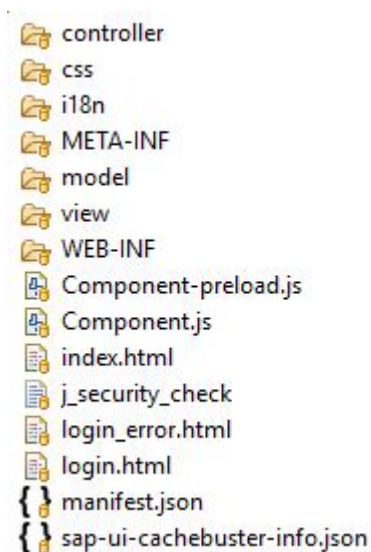 controller
css
i18n
META-INF
model
view
WEB-INF
Component-preload.js
Component.js
index.html
j_security_check
login_error.html
login.html
manifest.json
sap-ui-cachebuster-info.json